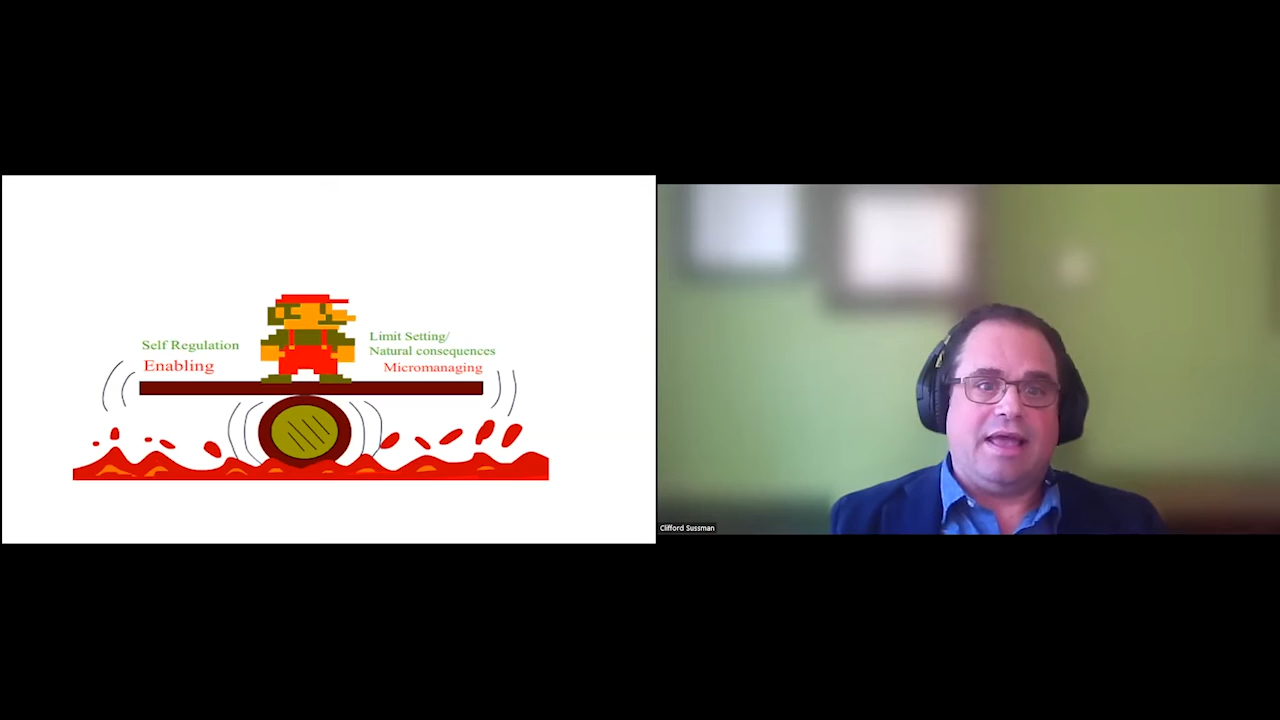 Self Regulation
Enabling
Limit Setting/
Natural consequences
Micromanaging
Clifford Sussman